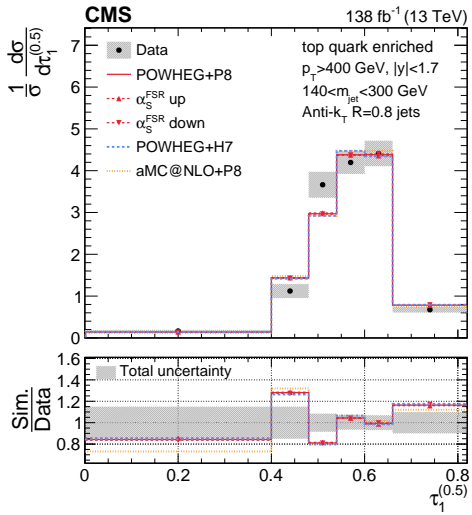 CMS 138 fb⁻¹ (13 TeV)
1/σ dσ/dτ₁^(0.5)
7
6
5
4
3
2
1
0
Data
POWHEG+P8
α_S^FSR up
α_S^FSR down
POWHEG+H7
aMC@NLO+P8
top quark enriched
p_T>400 GeV, |y|<1.7
140<m_jet<300 GeV
Anti-k_T R=0.8 jets
Sim./Data
1.6
1.4
1.2
1
0.8
Total uncertainty
0 0.2 0.4 0.6 0.8
τ₁^(0.5)